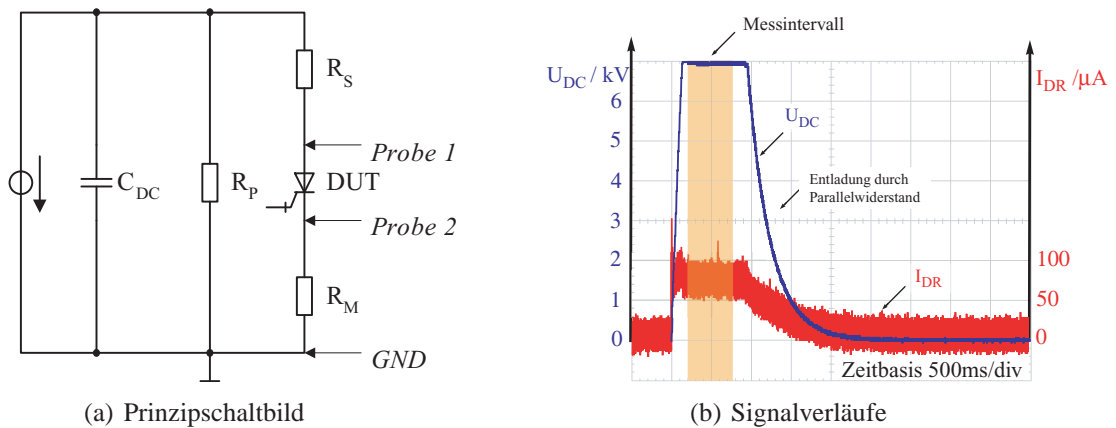 R_S
Probe 1
C_DC
R_P
DUT
Probe 2
R_M
GND
(a) Prinzipschaltbild
Messintervall
U_DC / kV
I_DR /µA
6
5
4
3
2
1
0
U_DC
Entladung durch
Parallelwiderstand
100
50
0
I_DR
Zeitbasis 500ms/div
(b) Signalverläufe